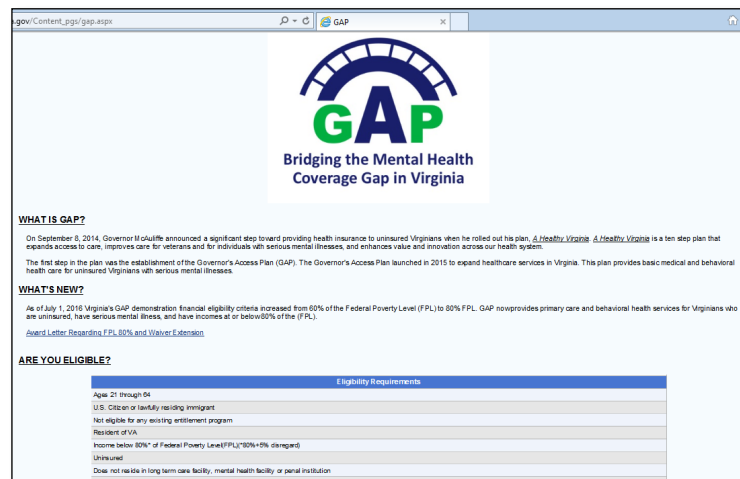 .gov/Content_pgs/gap.aspx
GAP
GAP
Bridging the Mental Health
Coverage Gap in Virginia
WHAT IS GAP?
On September 8, 2014, Governor McAuliffe announced a significant step toward providing health insurance to uninsured Virginians when he rolled out his plan, A Healthy Virginia. A Healthy Virginia is a ten step plan that
expands access to care, improves care for veterans and for individuals with serious mental illnesses, and enhances value and innovation across our health system.
The first step in the plan was the establishment of the Governor's Access Plan (GAP). The Governor's Access Plan launched in 2015 to expand healthcare services in Virginia. This plan provides basic medical and behavioral
health care for uninsured Virginians with serious mental illnesses.
WHAT'S NEW?
As of July 1, 2016 Virginia's GAP demonstration financial eligibility criteria increased from 60% of the Federal Poverty Level (FPL) to 80% FPL. GAP nowprovides primary care and behavioral health services for Virginians who
are uninsured, have serious mental illness, and have incomes at or below80% of the (FPL).
Award Letter Regarding FPL 80% and Waiver Extension
ARE YOU ELIGIBLE?
Eligibility Requirements
Ages 21 through 64
U.S. Citizen or lawfully residing immigrant
Not eligible for any existing entitlement program
Resident of VA
Income below 80%* of Federal Poverty Level(FPL)(*80%+5% disregard)
Uninsured
Does not reside in long term care facility, mental health facility or penal institution